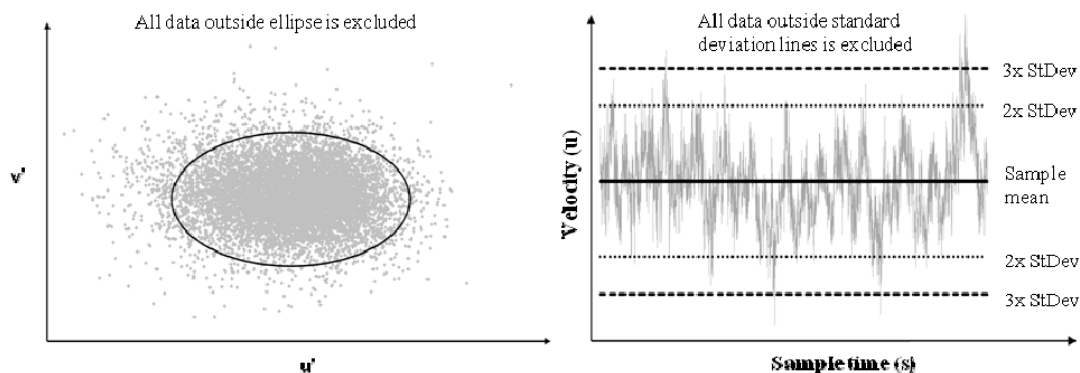 All data outside ellipse is excluded
v'
u'
All data outside standard
deviation lines is excluded
Velocity (u)
3x StDev
2x StDev
Sample
mean
2x StDev
3x StDev
Sample time (s)